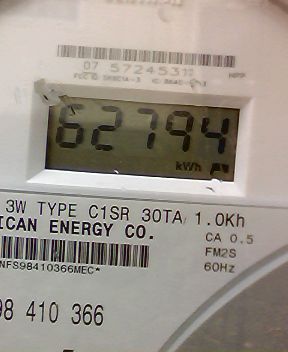 07 572453
62794
kWh
3W TYPE C1SR 30TA 1.0Kh
ICAN ENERGY CO.
CA 0.5
FM2S
60Hz
NFS98410366MEC*
98 410 366